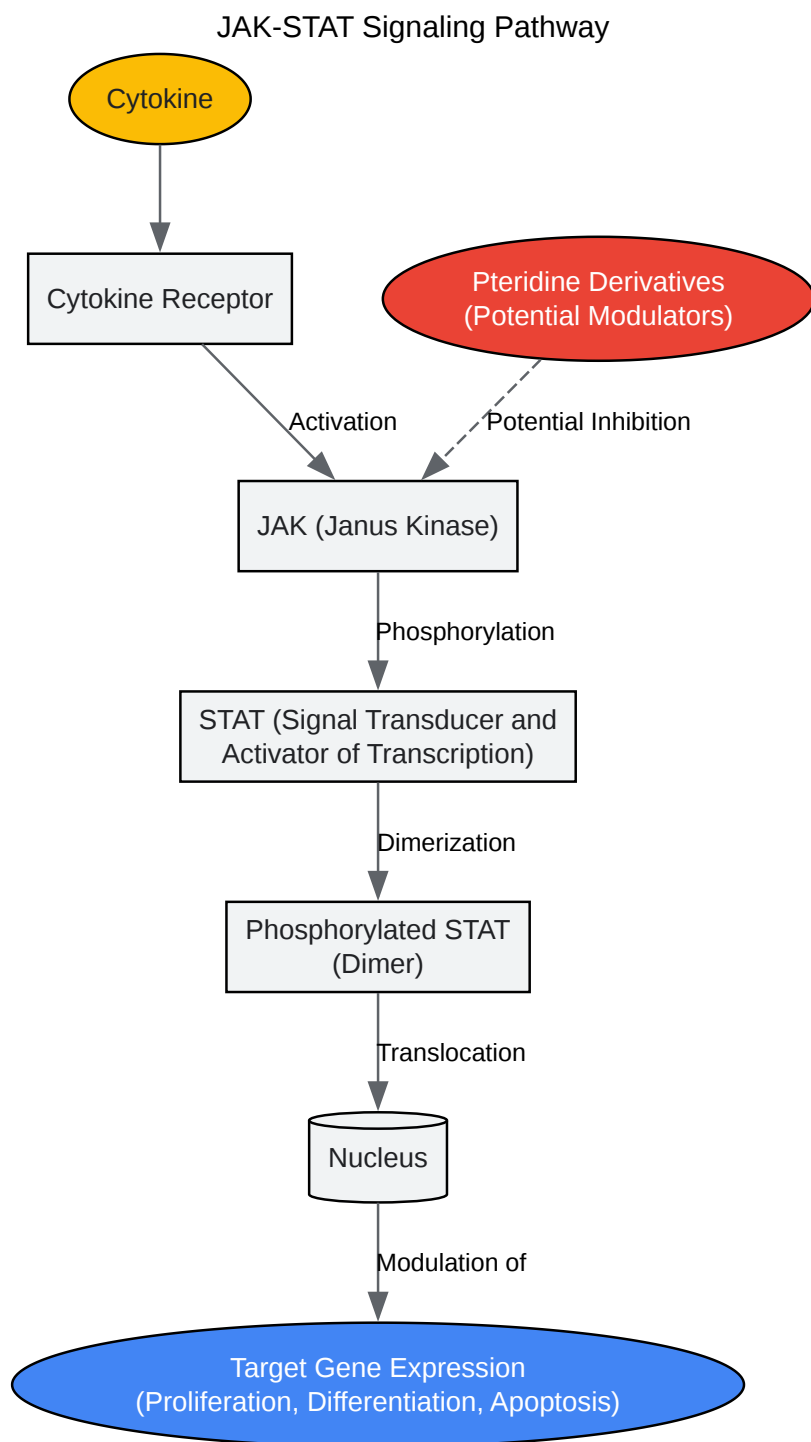 JAK-STAT Signaling Pathway
Cytokine
Cytokine Receptor
Pteridine Derivatives
(Potential Modulators)
Activation
Potential Inhibition
JAK (Janus Kinase)
Phosphorylation
STAT (Signal Transducer and
Activator of Transcription)
Dimerization
Phosphorylated STAT
(Dimer)
Translocation
Nucleus
Modulation of
Target Gene Expression
(Proliferation, Differentiation, Apoptosis)